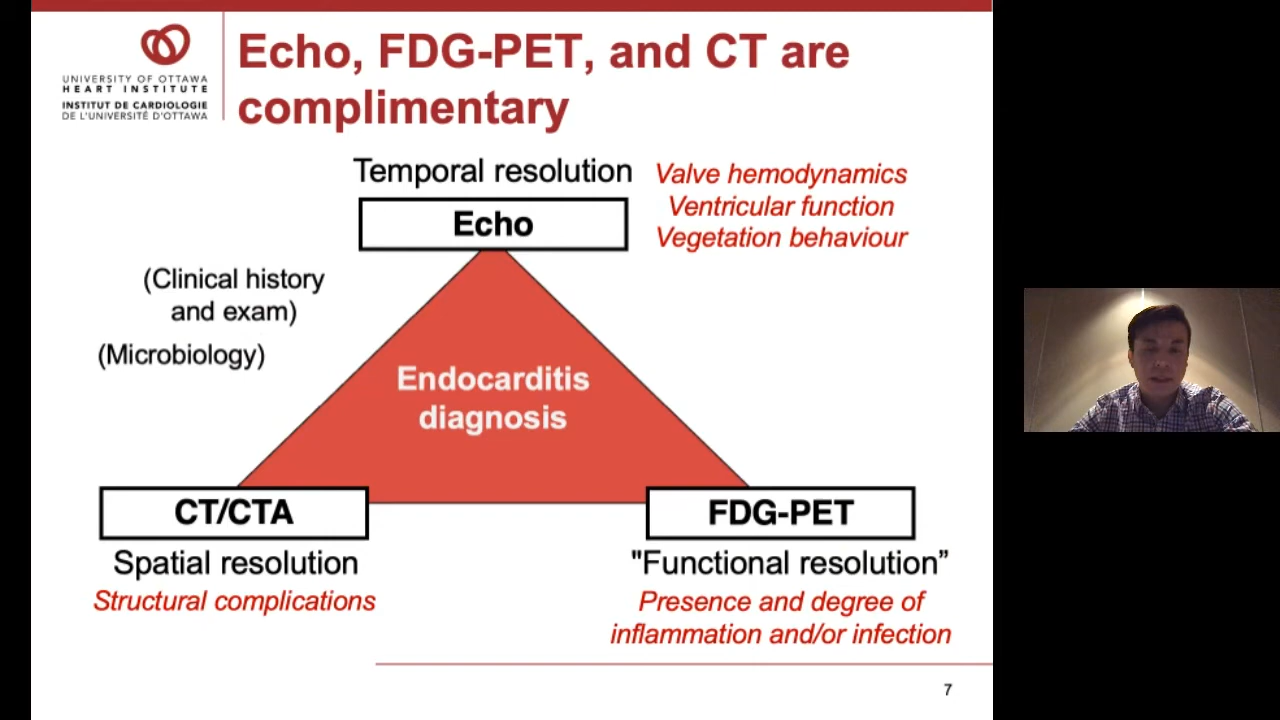 UNIVERSITY OF OTTAWA
HEART INSTITUTE
INSTITUT DE CARDIOLOGIE
DE L'UNIVERSITÉ D'OTTAWA
Echo, FDG-PET, and CT are
complimentary
Temporal resolution
Echo
Valve hemodynamics
Ventricular function
Vegetation behaviour
(Clinical history
and exam)
(Microbiology)
Endocarditis
diagnosis
CT/CTA
Spatial resolution
Structural complications
FDG-PET
"Functional resolution”
Presence and degree of
inflammation and/or infection
7